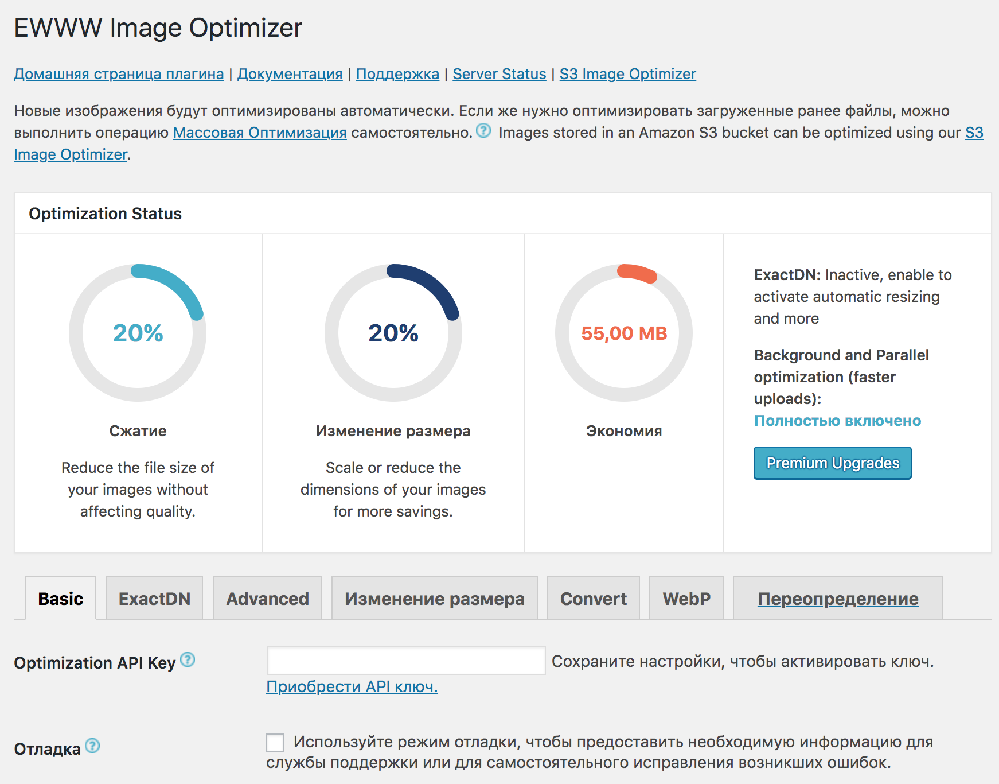 EWWW Image Optimizer
Домашняя страница плагина | Документация | Поддержка | Server Status | S3 Image Optimizer
Новые изображения будут оптимизированы автоматически. Если же нужно оптимизировать загруженные ранее файлы, можно
выполнить операцию Массовая Оптимизация самостоятельно. ? Images stored in an Amazon S3 bucket can be optimized using our S3
Image Optimizer.
Optimization Status
20%
Сжатие
Reduce the file size of
your images without
affecting quality.
20%
Изменение размера
Scale or reduce the
dimensions of your images
for more savings.
55,00 MB
Экономия
ExactDN: Inactive, enable to
activate automatic resizing
and more
Background and Parallel
optimization (faster
uploads):
Полностью включено
Premium Upgrades
Basic ExactDN Advanced Изменение размера Convert WebP Переопределение
Optimization API Key ? Сохраните настройки, чтобы активировать ключ.
Приобрести API ключ.
Отладка ? Используйте режим отладки, чтобы предоставить необходимую информацию для
службы поддержки или для самостоятельного исправления возникших ошибок.